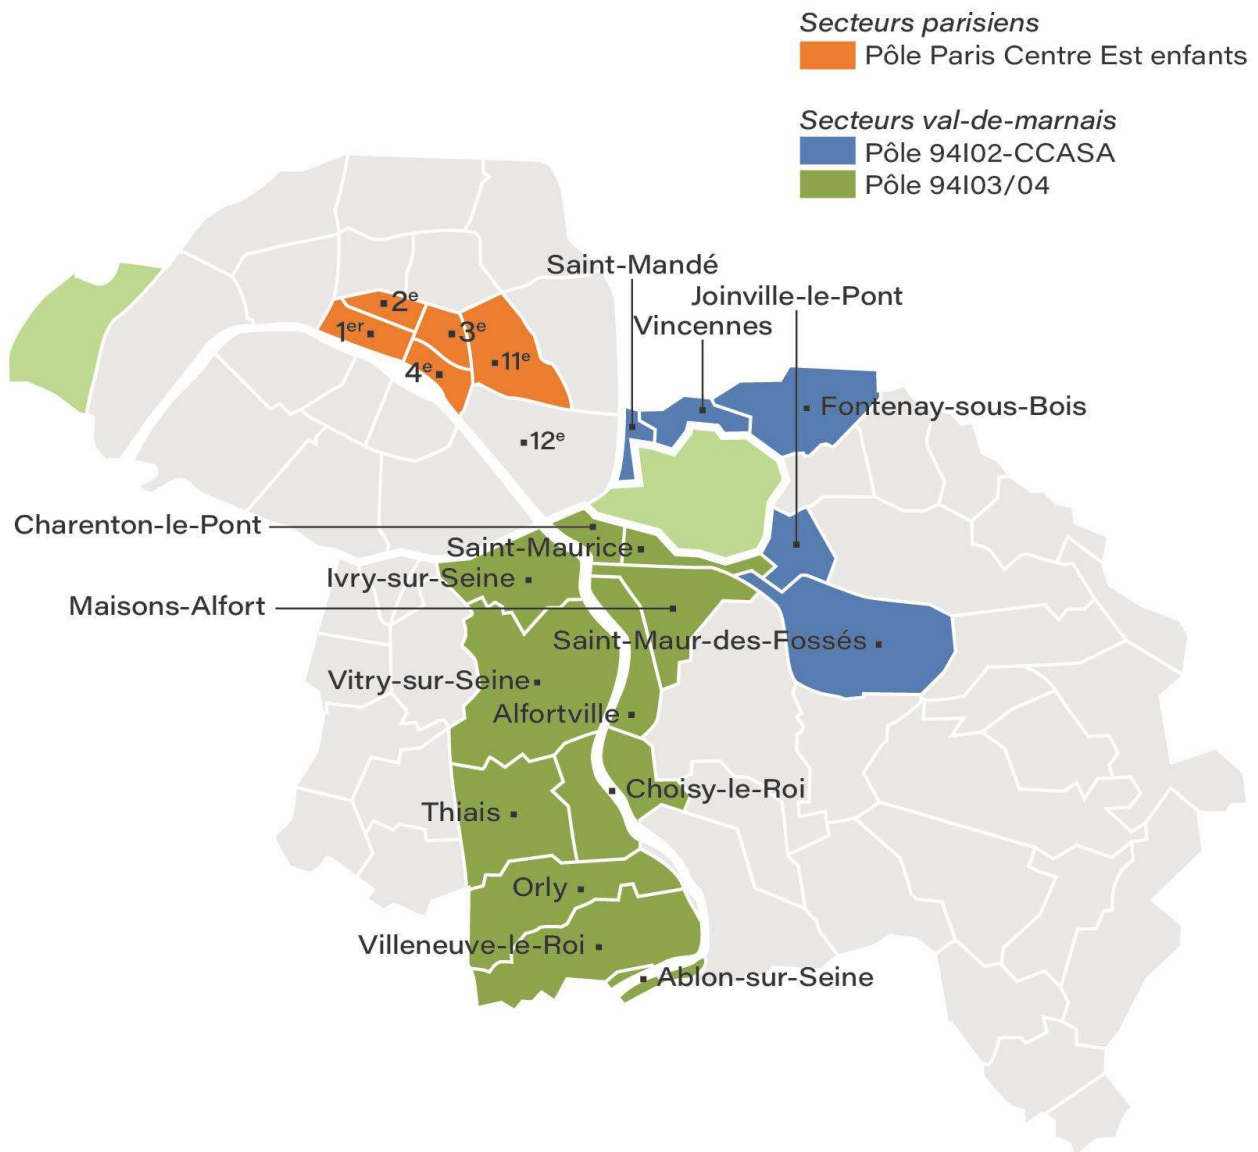 Secteurs parisiens
Pôle Paris Centre Est enfants
Secteurs val-de-marnais
Pôle 94I02-CCASA
Pôle 94I03/04
Saint-Mandé
Joinville-le-Pont
Vincennes
2e
1er
3e
11e
4e
Fontenay-sous-Bois
12e
Charenton-le-Pont
Saint-Maurice
Ivry-sur-Seine
Maisons-Alfort
Saint-Maur-des-Fossés
Vitry-sur-Seine
Alfortville
Choisy-le-Roi
Thiais
Orly
Villeneuve-le-Roi
Ablon-sur-Seine